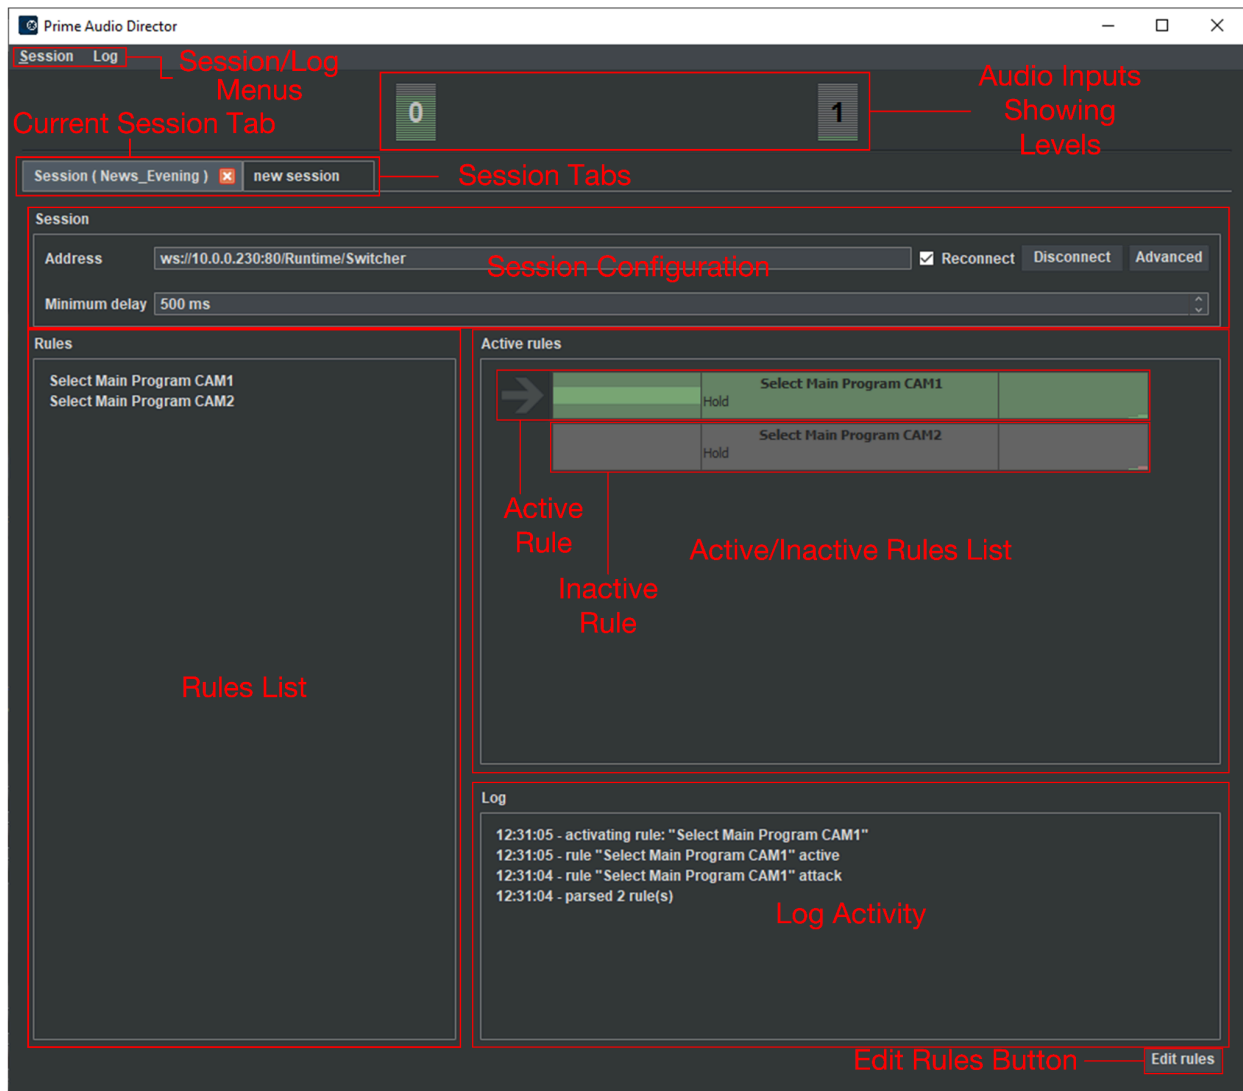 Prime Audio Director
Session Log
Session/Log
Menus
0
1
Audio Inputs
Showing
Levels
Current Session Tab
Session ( News_Evening )
new session
Session Tabs
Session
Address
ws://10.0.0.230:80/Runtime/Switcher
Reconnect
Disconnect
Advanced
Session Configuration
Minimum delay
500 ms
Rules
Select Main Program CAM1
Select Main Program CAM2
Rules List
Active rules
Select Main Program CAM1
Hold
Select Main Program CAM2
Hold
Active
Rule
Inactive
Rule
Active/Inactive Rules List
Log
12:31:05 - activating rule: "Select Main Program CAM1"
12:31:05 - rule "Select Main Program CAM1" active
12:31:04 - rule "Select Main Program CAM1" attack
12:31:04 - parsed 2 rule(s)
Log Activity
Edit Rules Button
Edit rules